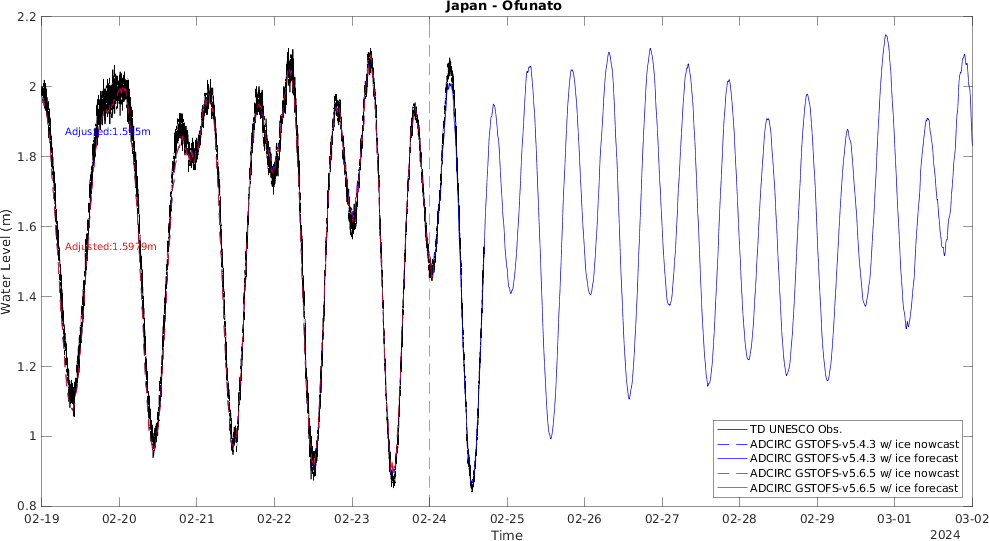 Japan - Ofunato
Water Level (m)
2.2
2
1.8
1.6
1.4
1.2
1
0.8
Adjusted:1.595m
Adjusted:1.5979m
TD UNESCO Obs.
ADCIRC GSTOFS-v5.4.3 w/ ice nowcast
ADCIRC GSTOFS-v5.4.3 w/ ice forecast
ADCIRC GSTOFS-v5.6.5 w/ ice nowcast
ADCIRC GSTOFS-v5.6.5 w/ ice forecast
02-19 02-20 02-21 02-22 02-23 02-24 02-25 02-26 02-27 02-28 02-29 03-01 03-02
Time
2024